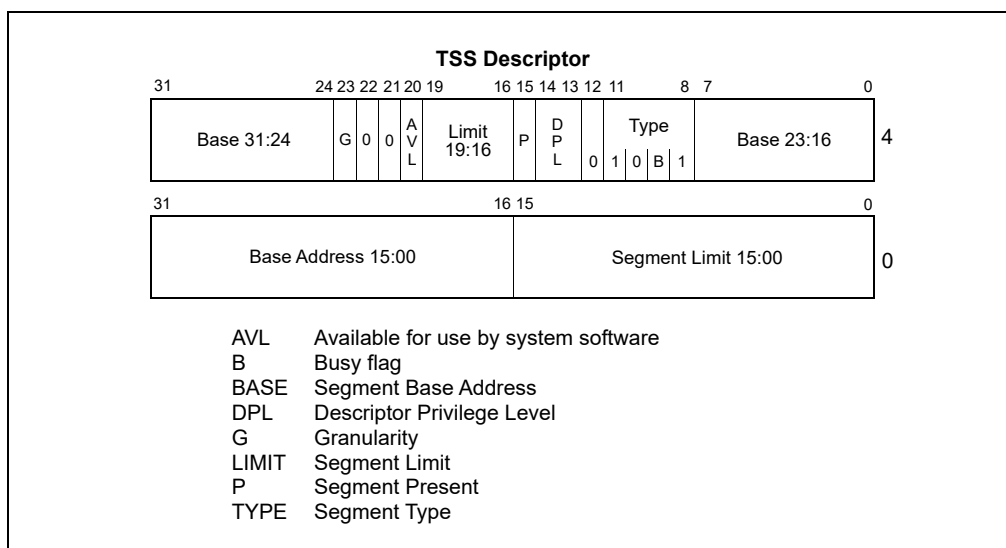 TSS Descriptor
31 24 23 22 21 20 19 16 15 14 13 12 11 8 7 0
Base 31:24 G 0 0 AVL Limit 19:16 P DPL 0 Type 1 0 B 1 Base 23:16 4
31 16 15 0
Base Address 15:00 Segment Limit 15:00 0
AVL Available for use by system software
B Busy flag
BASE Segment Base Address
DPL Descriptor Privilege Level
G Granularity
LIMIT Segment Limit
P Segment Present
TYPE Segment Type